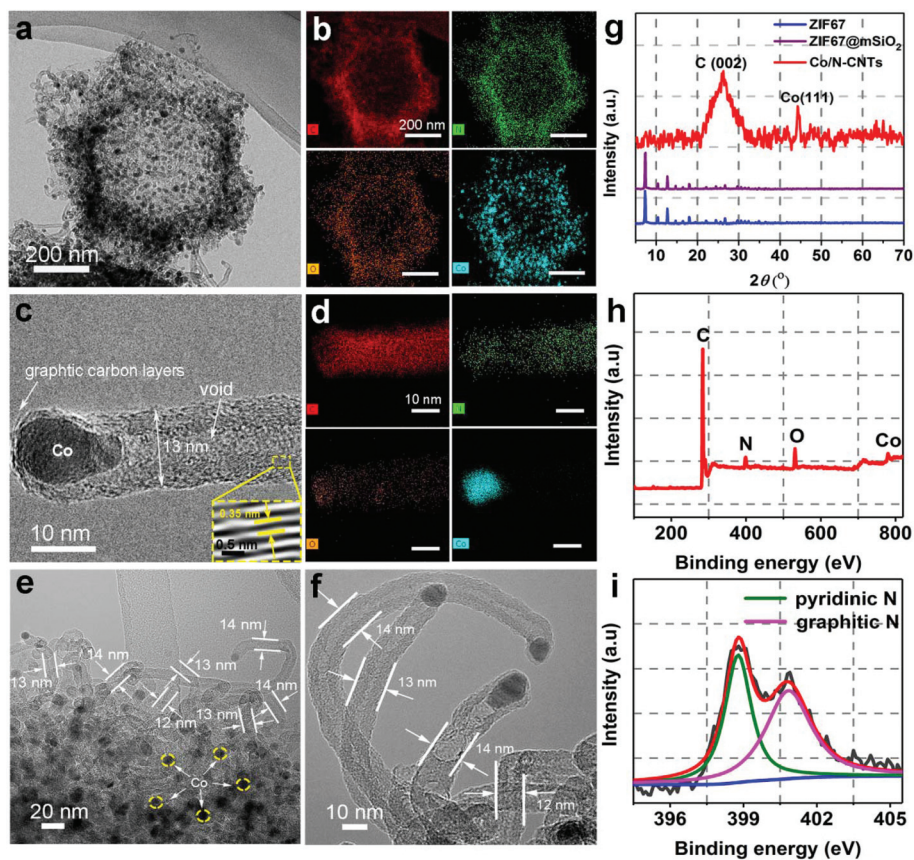 a
200 nm
b
C
200 nm
N
O
Co
g
ZIF67
ZIF67@mSiO2
Co/N-CNTs
C (002)
Co(111)
Intensity (a.u.)
10 20 30 40 50 60 70
2θ(°)
c
graphtic carbon layers
void
Co
13 nm
0.35 nm
0.5 nm
10 nm
d
C
10 nm
N
O
Co
h
C
N
O
Co
Intensity (a.u)
200 400 600 800
Binding energy (eV)
e
14 nm
14 nm
13 nm
13 nm
14 nm
12 nm
13 nm
Co
20 nm
f
14 nm
13 nm
14 nm
12 nm
10 nm
i
pyridinic N
graphitic N
Intensity (a.u)
396 399 402 405
Binding energy (eV)